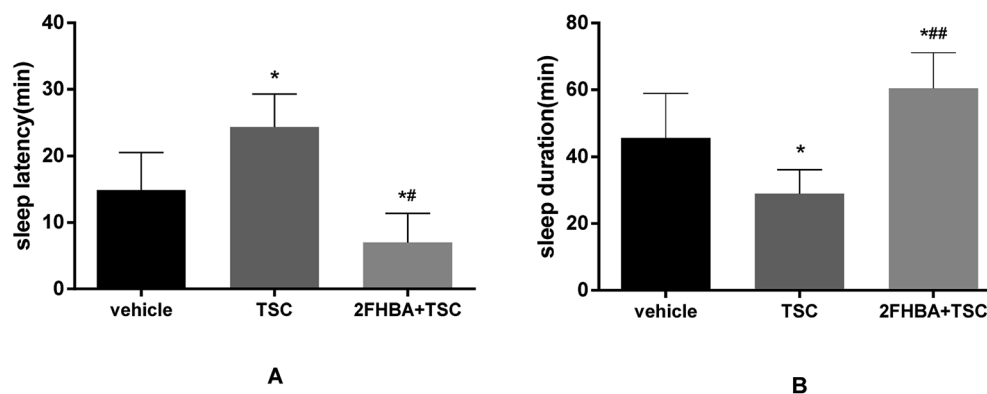 sleep latency(min)
40
30
20
10
0
*
*#
vehicle
TSC
2FHBA+TSC
A
sleep duration(min)
80
60
40
20
0
*
*##
vehicle
TSC
2FHBA+TSC
B